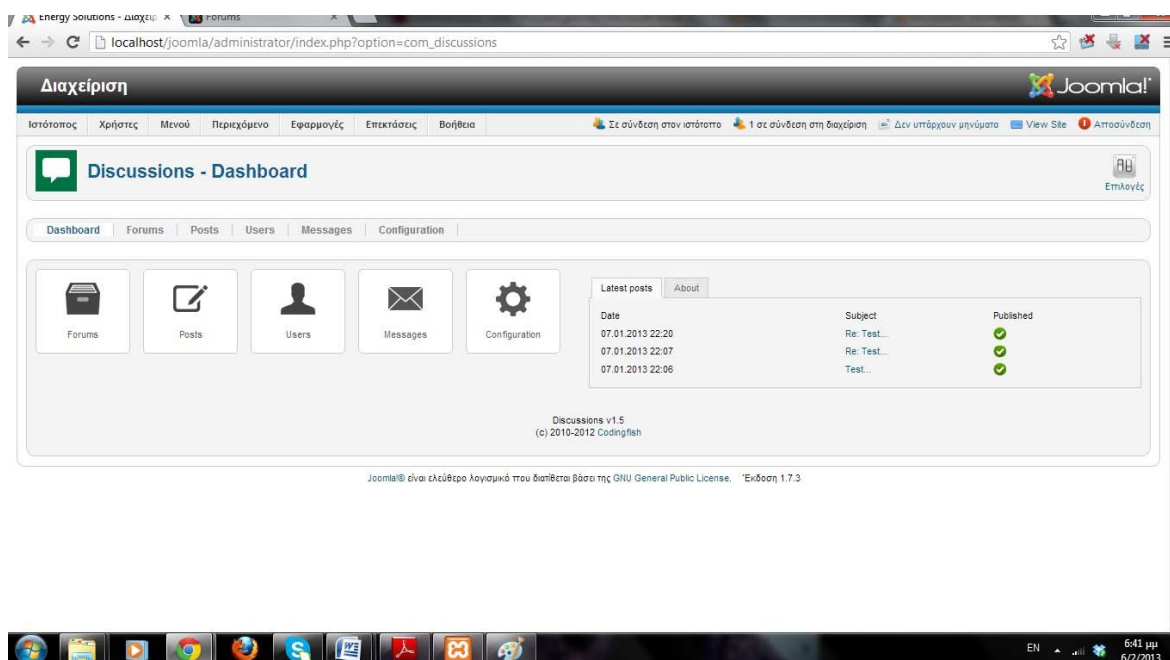 Energy Solutions - Διαχείρ Forums
localhost/joomla/administrator/index.php?option=com_discussions
Διαχείριση Joomla!
Ιστότοπος Χρήστες Μενού Περιεχόμενο Εφαρμογές Επεκτάσεις Βοήθεια Σε σύνδεση στον ιστότοπο 1 σε σύνδεση στη διαχείριση Δεν υπάρχουν μηνύματα View Site Αποσύνδεση
Discussions - Dashboard Επιλογές
Dashboard Forums Posts Users Messages Configuration
Latest posts About
Date Subject Published
Forums Posts Users Messages Configuration
07.01.2013 22:20 Re: Test...
07.01.2013 22:07 Re: Test...
07.01.2013 22:06 Test...
Discussions v1.5
(c) 2010-2012 Codingfish
Joomla!® είναι ελεύθερο λογισμικό που διατίθεται βάσει της GNU General Public License. Έκδοση 1.7.3
EN 6:41 μμ
6/2/2013